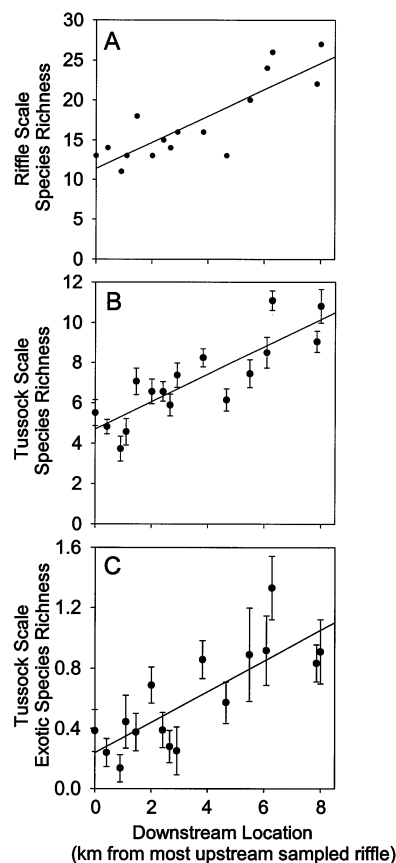 A
30
25
20
15
10
5
0
Riffle Scale
Species Richness
B
12
10
8
6
4
2
0
Tussock Scale
Species Richness
C
1.6
1.2
0.8
0.4
0.0
Tussock Scale
Exotic Species Richness
0 2 4 6 8
Downstream Location
(km from most upstream sampled riffle)